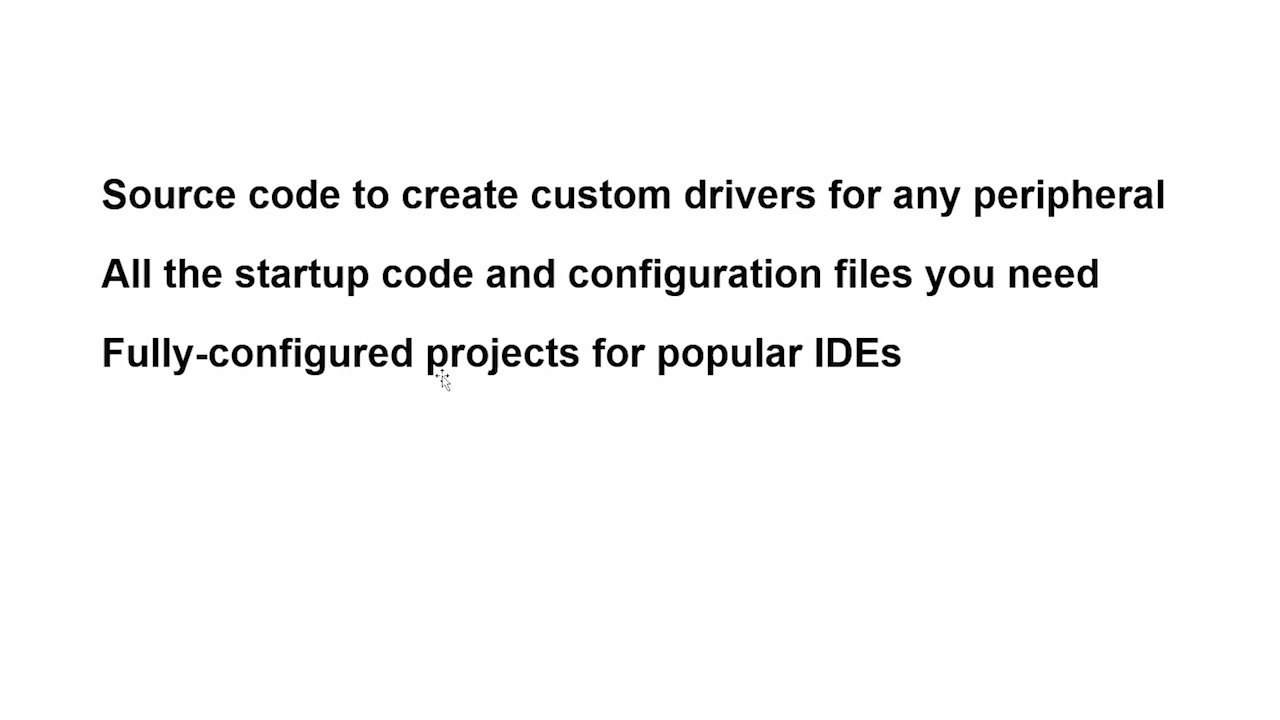 Source code to create custom drivers for any peripheral
All the startup code and configuration files you need
Fully-configured projects for popular IDEs